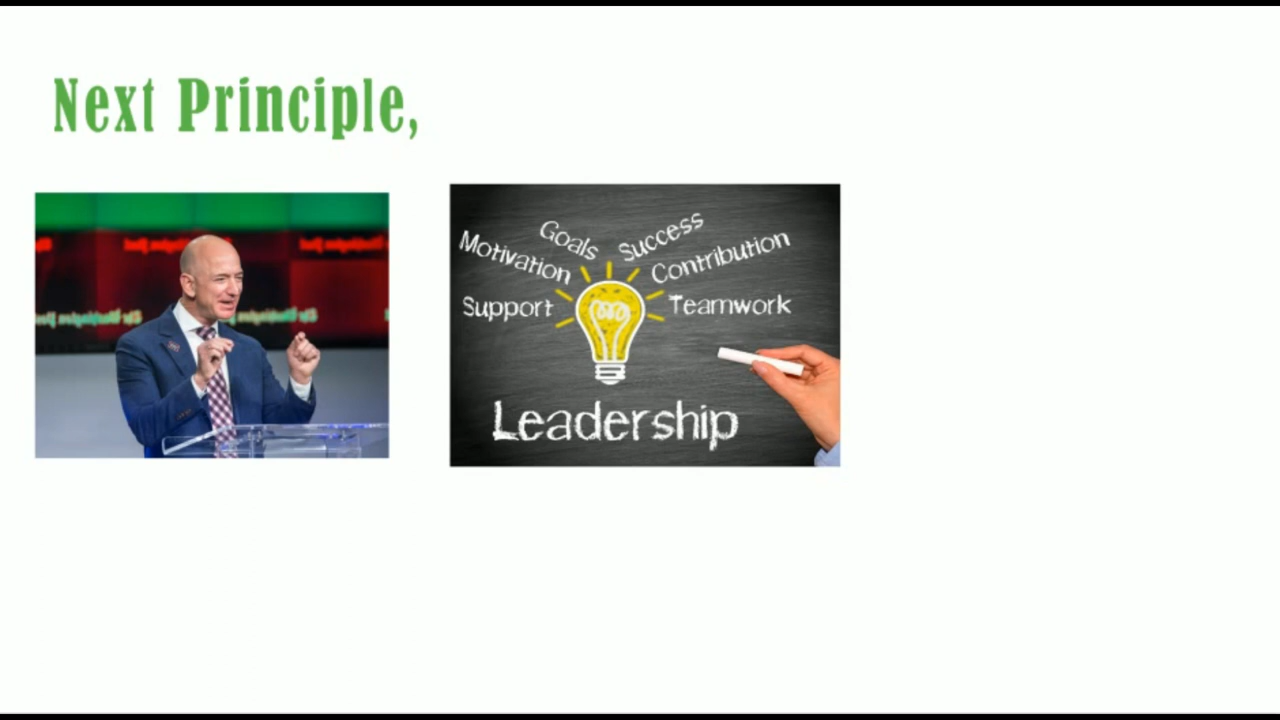 Next Principle,
Goals
Success
Motivation
Contribution
Support
Teamwork
Leadership